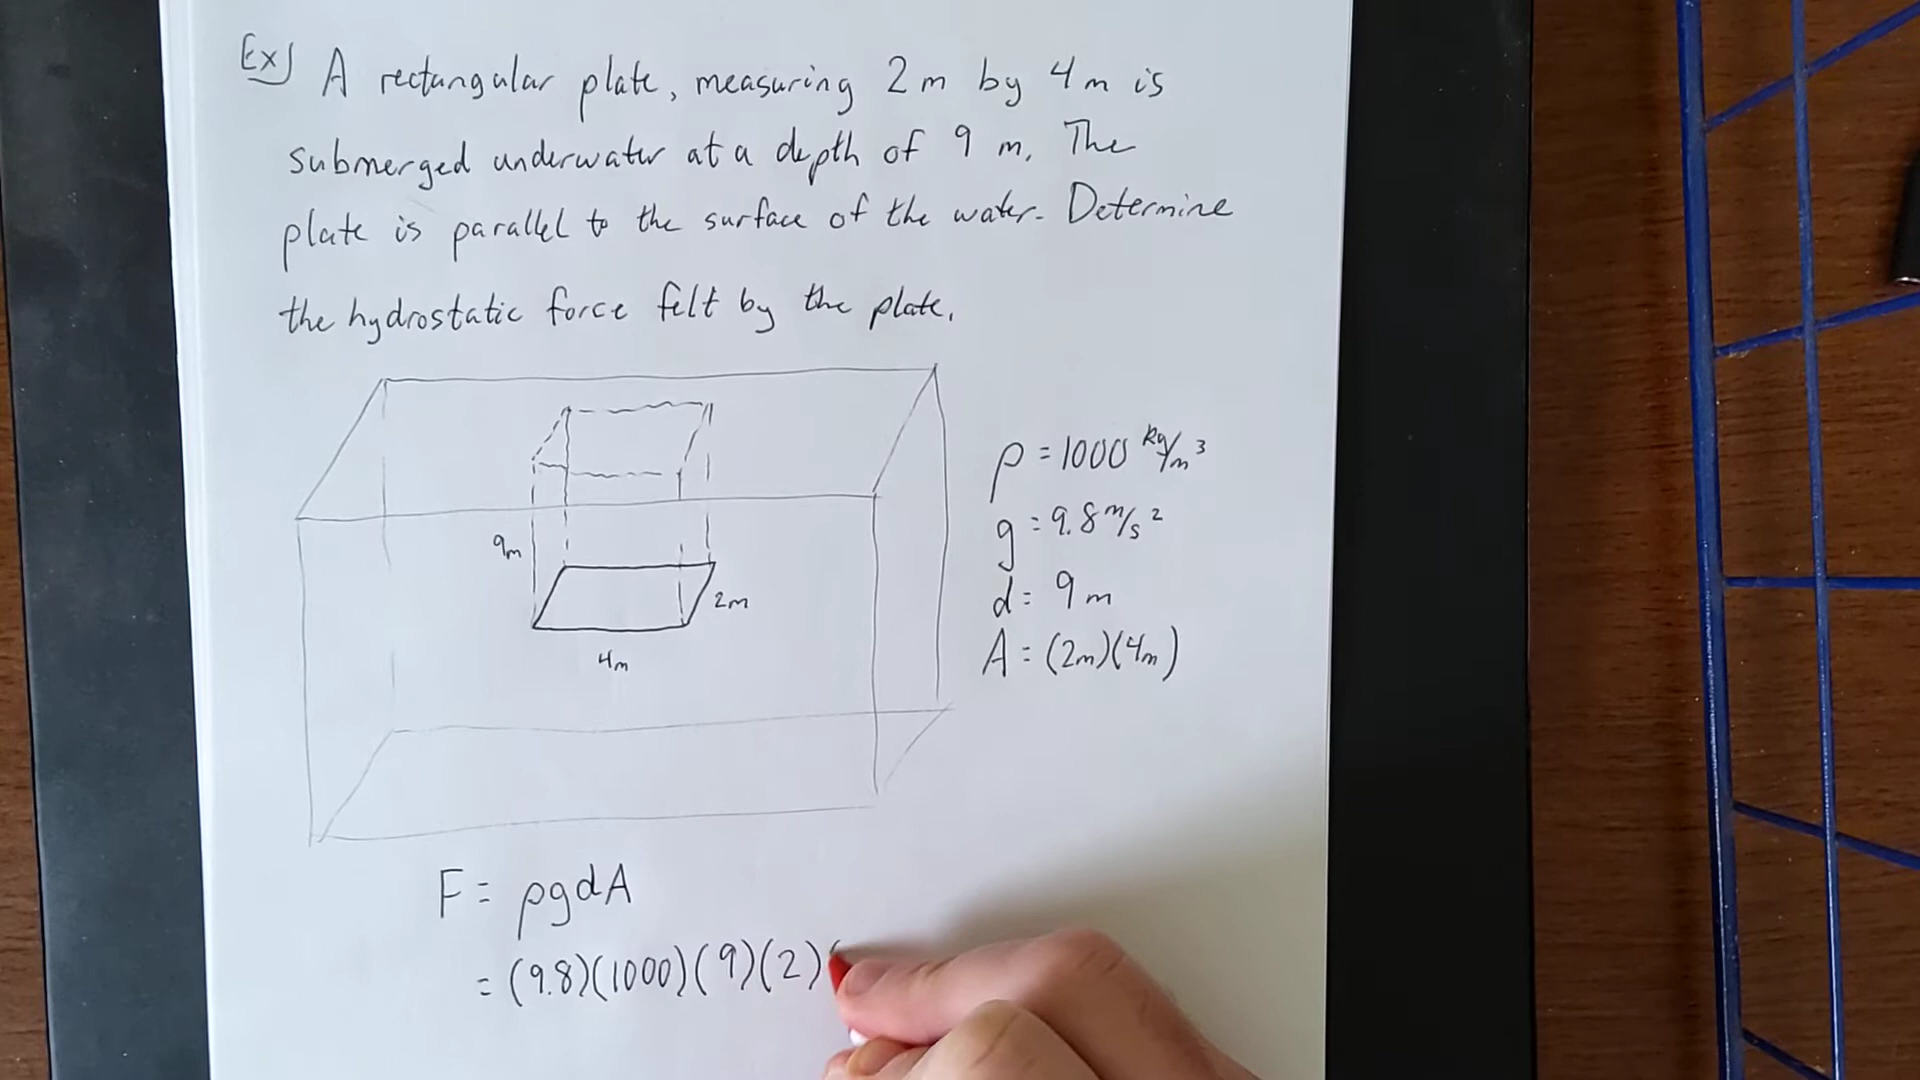 Ex) A rectangular plate, measuring 2 m by 4 m is
submerged underwater at a depth of 9 m. The
plate is parallel to the surface of the water. Determine
the hydrostatic force felt by the plate.
9m
2m
4m
ρ = 1000 kg/m³
g = 9.8 m/s²
d = 9 m
A = (2m)(4m)
F = ρgdA
= (9.8)(1000)(9)(2)(